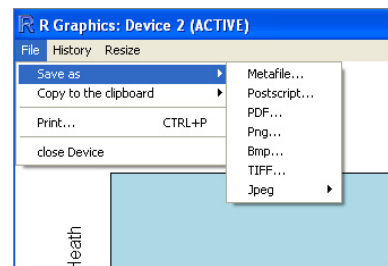 R Graphics: Device 2 (ACTIVE)
File History Resize
Save as
Copy to the clipboard
Print... CTRL+P
close Device
Metafile...
Postscript...
PDF...
Png...
Bmp...
TIFF...
Jpeg
Heath